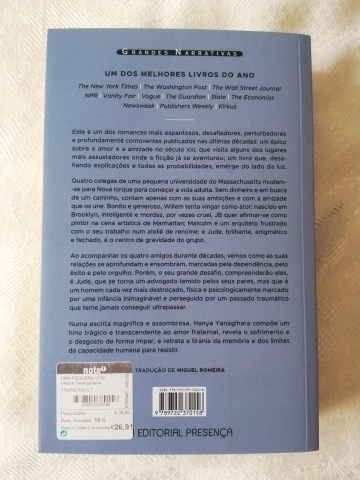 GRANDES NARRATIVAS
UM DOS MELHORES LIVROS DO ANO
The New York Times | The Washington Post | The Wall Street Journal
NPR | Vanity Fair | Vogue | The Guardian | Slate | The Economist
Newsweek | Publishers Weekly | Kirkus
Este é um dos romances mais espantosos, desafiadores, perturbadores
e profundamente comoventes publicados nas últimas décadas: um épico
sobre o amor e a amizade no século XXI, que visita alguns dos lugares
mais assustadores onde a ficção já se aventurou; um livro que, desa-
fiando explicações e todas as probabilidades, emerge do lado da luz.
Quatro colegas de uma pequena universidade do Massachusetts mudam-
-se para Nova Iorque para começar a vida adulta. Sem dinheiro e em busca
de um caminho, contam apenas com as suas ambições e com a amizade
que os une. Bonito e generoso, Willem tenta vingar como ator; nascido em
Brooklyn, inteligente e mordaz, por vezes cruel, JB quer afirmar-se como
pintor na cena artística de Manhattan; Malcolm é um arquiteto frustrado
com o seu trabalho num ateliê de renome; e Jude, brilhante, enigmático
e fechado, é o centro de gravidade do grupo.
Ao acompanhar os quatro amigos durante décadas, vemos como as suas
relações se aprofundam e ensombram, marcadas pela dependência, pelo
êxito e pelo orgulho. Porém, o seu grande desafio, compreenderão eles,
é Jude, que se torna um advogado temido pelos seus pares, mas que é
um homem cada vez mais destroçado, física e psicologicamente marcado
por uma infância inimaginável e perseguido por um passado traumático
que teme jamais conseguir ultrapassar.
Numa escrita magnífica e assombrosa, Hanya Yanagihara compõe um
hino trágico e transcendente ao amor fraternal, revela o sofrimento e
o desgosto de forma ímpar, e retrata a tirania da memória e dos limites
da capacidade humana para resistir.
TRADUÇÃO DE MIGUEL ROMEIRA
note!
UMA PEQUENA VIDA
€26,91
9 789722 370158
EDITORIAL PRESENÇA